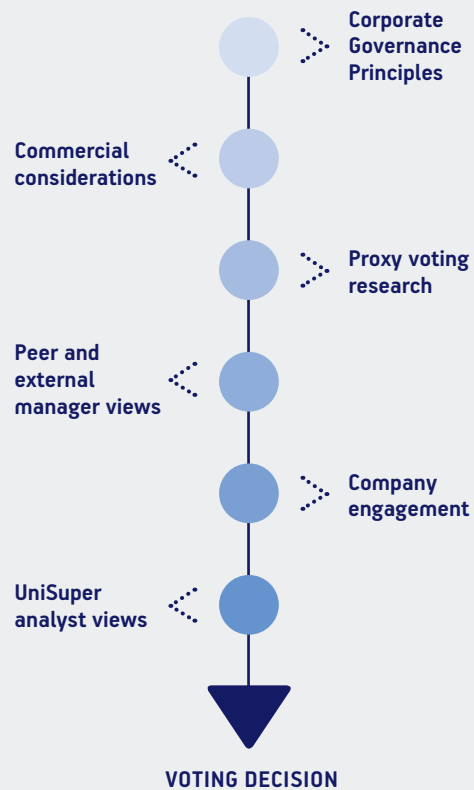 Corporate
Governance
Principles
Commercial
considerations
Proxy voting
research
Peer and
external
manager views
Company
engagement
UniSuper
analyst views
VOTING DECISION